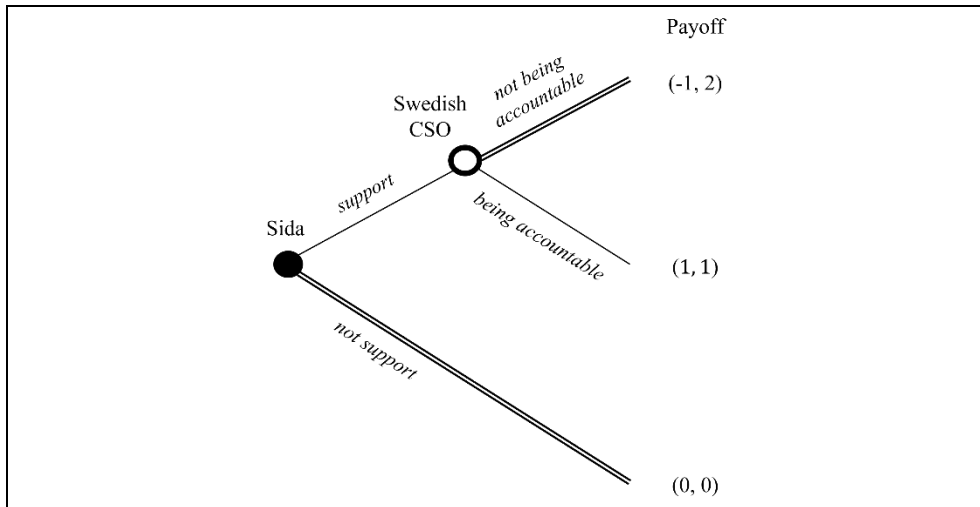 Payoff
not being
accountable
(-1, 2)
Swedish
CSO
support
being accountable
Sida
(1, 1)
not support
(0, 0)